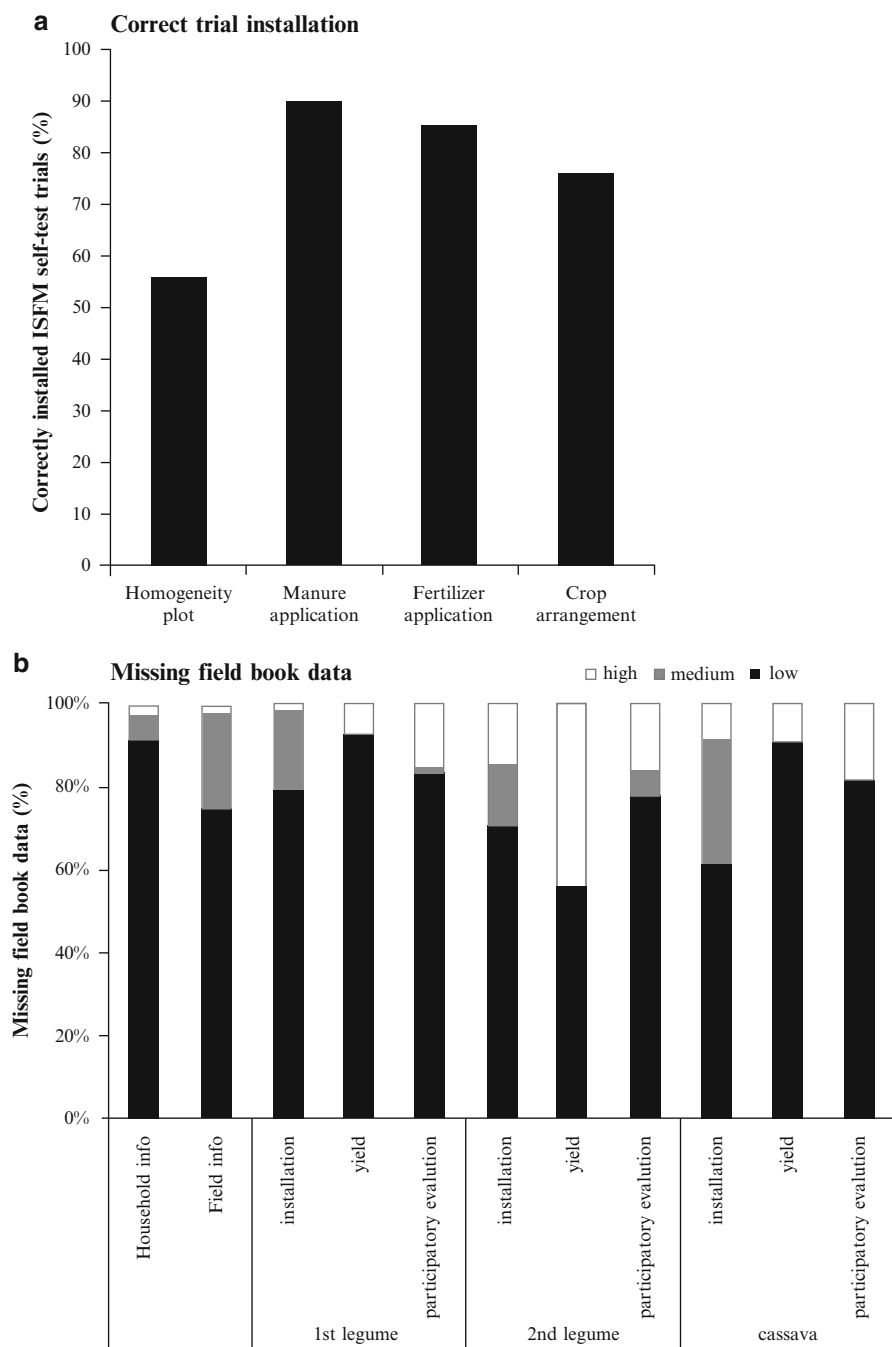 a Correct trial installation
Correctly installed ISFM self-test trials (%)
100
90
80
70
60
50
40
30
20
10
0
Homogeneity
plot
Manure
application
Fertilizer
application
Crop
arrangement
b Missing field book data
high medium low
Missing field book data (%)
100%
80%
60%
40%
20%
0%
Household info
Field info
installation
yield
participatory evalution
installation
yield
participatory evalution
installation
yield
participatory evalution
1st legume
2nd legume
cassava